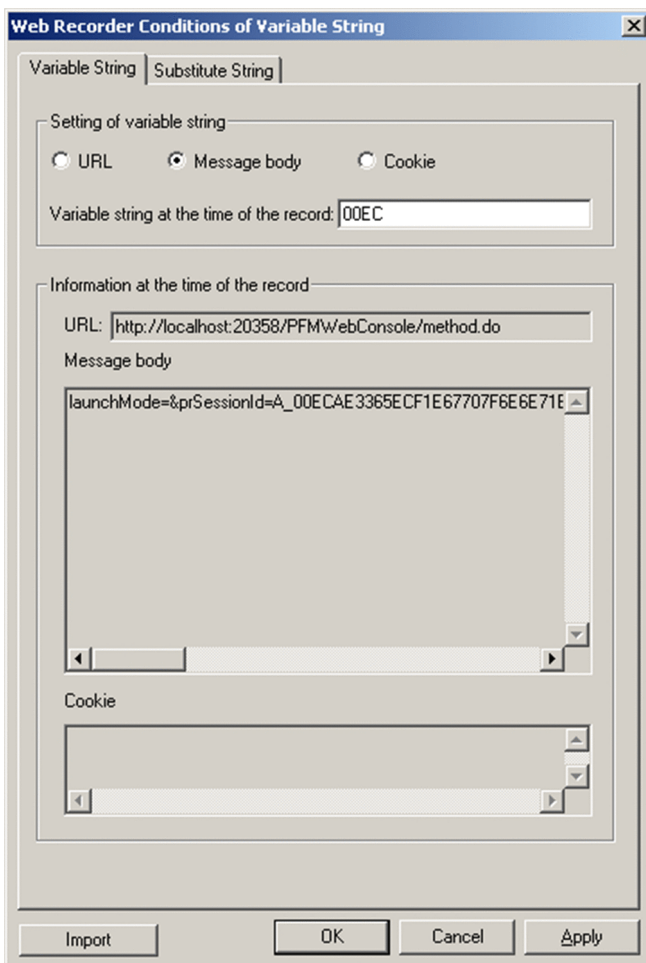 Web Recorder Conditions of Variable String
Variable String Substitute String
Setting of variable string
URL Message body Cookie
Variable string at the time of the record: 00EC
Information at the time of the record
URL: http://localhost:20358/PFMWebConsole/method.do
Message body
launchMode=&prSessionId=A_00ECAE3365ECF1E67707F6E6E71E
Cookie
Import OK Cancel Apply